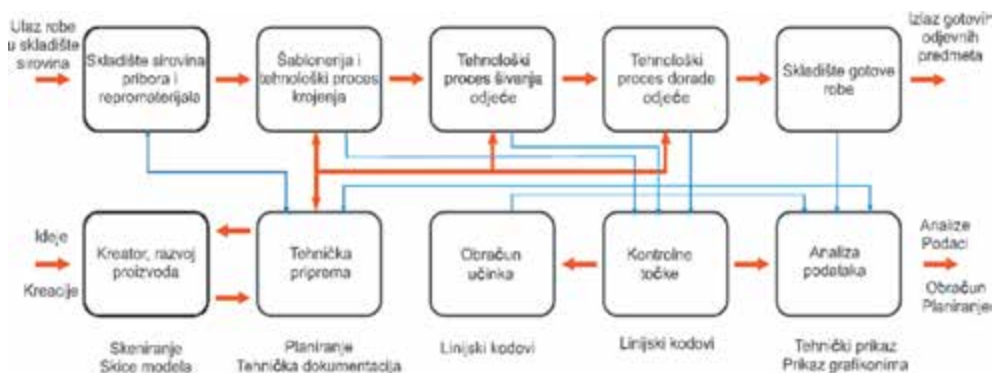 Ulaz robe
u skladište
sirovina
Skladište sirovina
pribora i
repromaterijala
Šablonerija i
tehnološki proces
krojenja
Tehnološki
proces šivanja
odjeće
Tehnološki
proces dorade
odjeće
Skladište gotove
robe
Izlaz gotovih
odjevnih
predmeta
Ideje
Kreacije
Kreator, razvoj
proizvoda
Tehnička
priprema
Obračun
učinka
Kontrolne
točke
Analiza
podataka
Analize
Podaci
Obračun
Planiranje
Skeniranje
Skice modela
Planiranje
Tehnička dokumentacija
Linijski kodovi
Linijski kodovi
Tehnički prikaz
Prikaz grafikonima